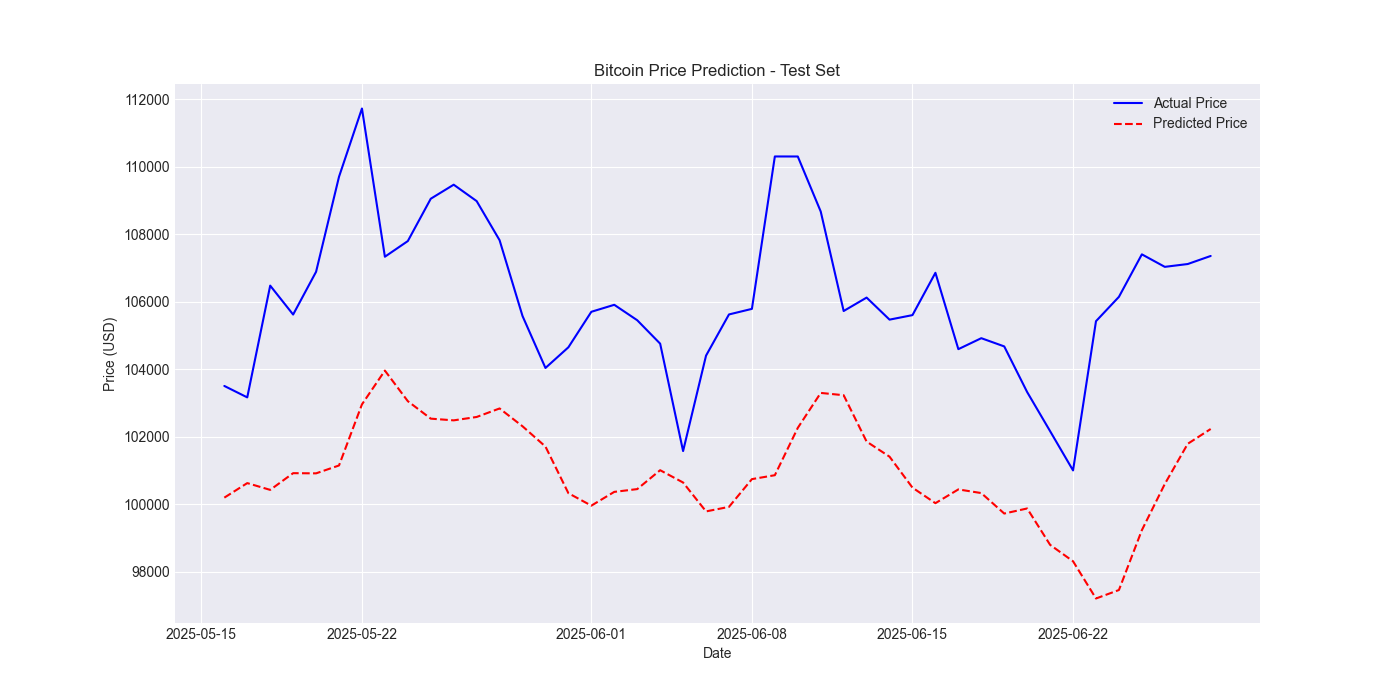 Bitcoin Price Prediction - Test Set
Actual Price
Predicted Price
112000
110000
108000
106000
104000
102000
100000
98000
Price (USD)
2025-05-15
2025-05-22
2025-06-01
2025-06-08
2025-06-15
2025-06-22
Date